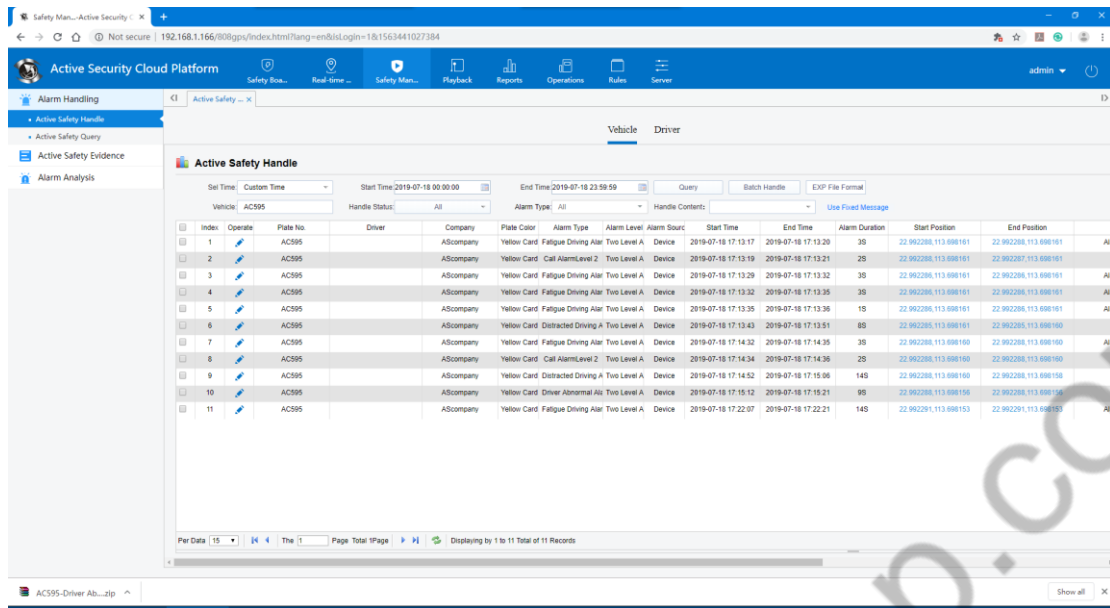 Safety Man...-Active Security C
Not secure | 192.168.1.166/808gps/index.html?lang=en&isLogin=1&1563441027384
Active Security Cloud Platform
Safety Boa... Real-time ... Safety Man... Playback Reports Operations Rules Server
admin
Alarm Handling
Active Safety Handle
Active Safety Query
Active Safety Evidence
Alarm Analysis
Active Safety ...
Vehicle Driver
Active Safety Handle
Sel Time: Custom Time Start Time: 2019-07-18 00:00:00 End Time: 2019-07-18 23:59:59 Query Batch Handle EXP File Format
Vehicle: AC595 Handle Status: All Alarm Type: All Handle Content: Use Fixed Message
Index Operate Plate No. Driver Company Plate Color Alarm Type Alarm Level Alarm Sourc Start Time End Time Alarm Duration Start Position End Position
1 AC595 AScompany Yellow Card Fatigue Driving Alar Two Level A Device 2019-07-18 17:13:17 2019-07-18 17:13:20 3S 22.992288,113.698161 22.992288,113.698161 Al
2 AC595 AScompany Yellow Card Call AlarmLevel 2 Two Level A Device 2019-07-18 17:13:19 2019-07-18 17:13:21 2S 22.992288,113.698161 22.992287,113.698161
3 AC595 AScompany Yellow Card Fatigue Driving Alar Two Level A Device 2019-07-18 17:13:29 2019-07-18 17:13:32 3S 22.992286,113.698161 22.992286,113.698161 Al
4 AC595 AScompany Yellow Card Fatigue Driving Alar Two Level A Device 2019-07-18 17:13:32 2019-07-18 17:13:35 3S 22.992286,113.698161 22.992286,113.698161 Al
5 AC595 AScompany Yellow Card Fatigue Driving Alar Two Level A Device 2019-07-18 17:13:35 2019-07-18 17:13:36 1S 22.992286,113.698161 22.992286,113.698161 Al
6 AC595 AScompany Yellow Card Distracted Driving A Two Level A Device 2019-07-18 17:13:43 2019-07-18 17:13:51 8S 22.992285,113.698161 22.992285,113.698160
7 AC595 AScompany Yellow Card Fatigue Driving Alar Two Level A Device 2019-07-18 17:14:32 2019-07-18 17:14:35 3S 22.992288,113.698160 22.992288,113.698160 Al
8 AC595 AScompany Yellow Card Call AlarmLevel 2 Two Level A Device 2019-07-18 17:14:34 2019-07-18 17:14:36 2S 22.992288,113.698160 22.992288,113.698160
9 AC595 AScompany Yellow Card Distracted Driving A Two Level A Device 2019-07-18 17:14:52 2019-07-18 17:15:06 14S 22.992288,113.698160 22.992288,113.698158
10 AC595 AScompany Yellow Card Driver Abnormal Ala Two Level A Device 2019-07-18 17:15:12 2019-07-18 17:15:21 9S 22.992288,113.698156
11 AC595 AScompany Yellow Card Fatigue Driving Alar Two Level A Device 2019-07-18 17:22:07 2019-07-18 17:22:21 14S 22.992291,113.698153 22.992291,113.698153 Al
Per Data 15 The 1 Page Total 1Page Displaying by 1 to 11 Total of 11 Records
p.co
AC595-Driver Ab....zip Show all